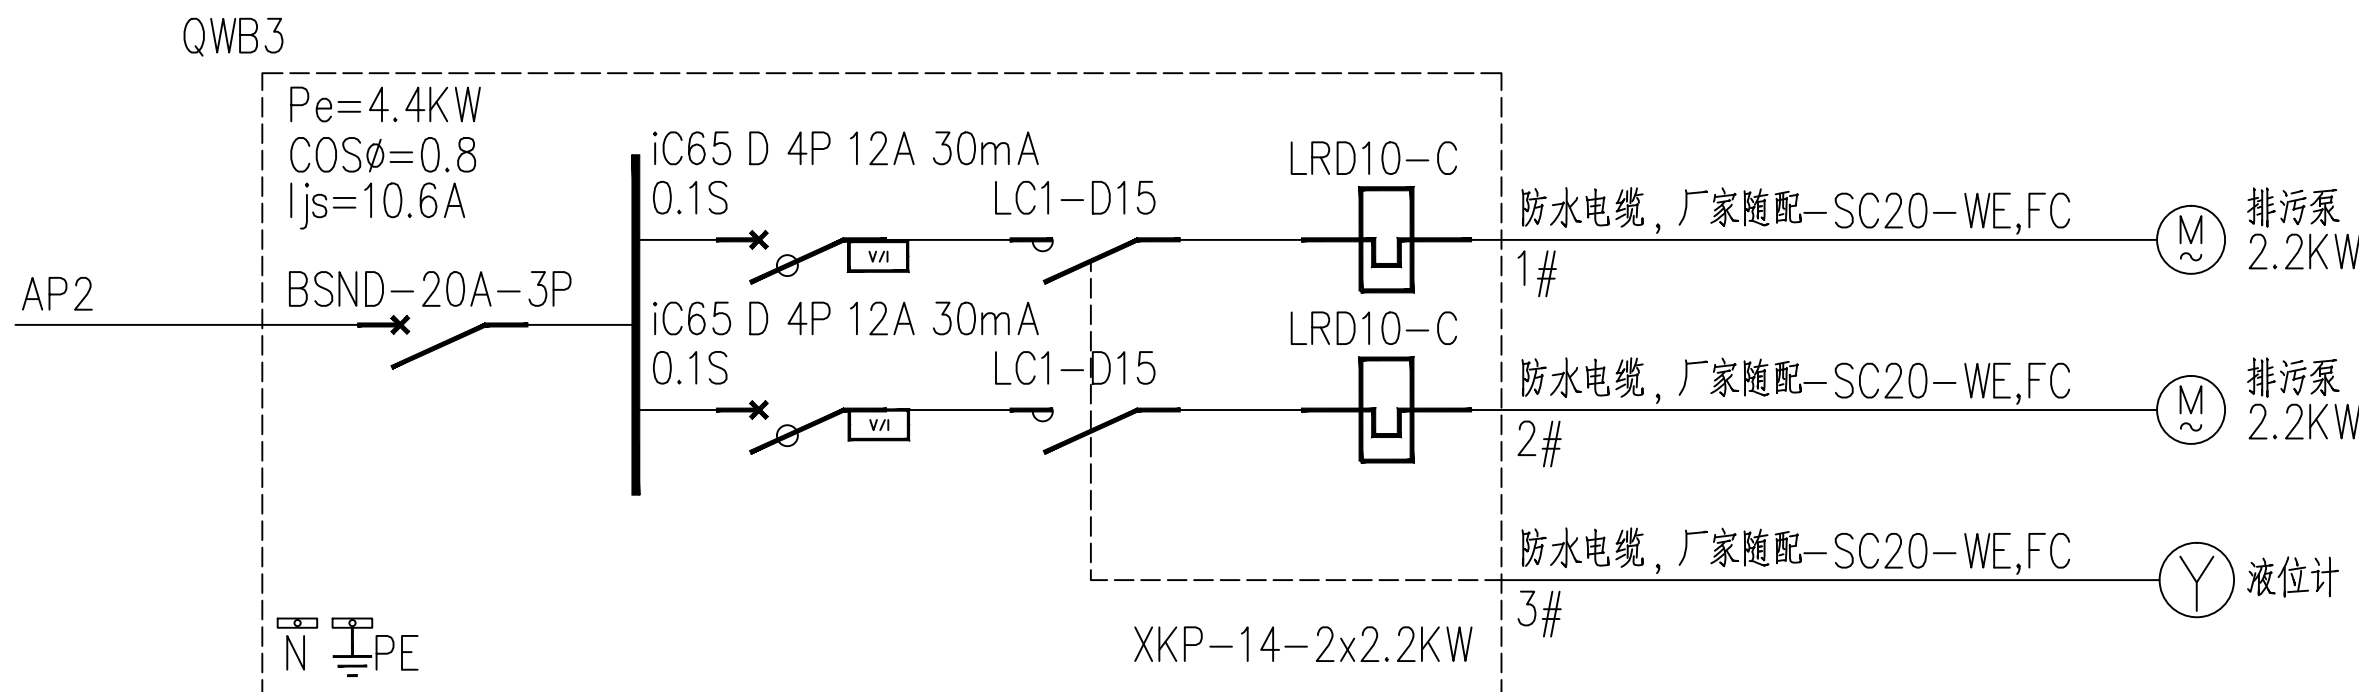 QWB3
Pe=4.4KW
COSø=0.8
Ijs=10.6A
AP2
BSND-20A-3P
iC65 D 4P 12A 30mA
0.1S
LC1-D15
LRD10-C
V/I
防水电缆,厂家随配-SC20-WE,FC
1#
M
~
排污泵
2.2KW
iC65 D 4P 12A 30mA
0.1S
LC1-D15
LRD10-C
V/I
防水电缆,厂家随配-SC20-WE,FC
2#
M
~
排污泵
2.2KW
防水电缆,厂家随配-SC20-WE,FC
3#
Y
液位计
N
PE
XKP-14-2x2.2KW